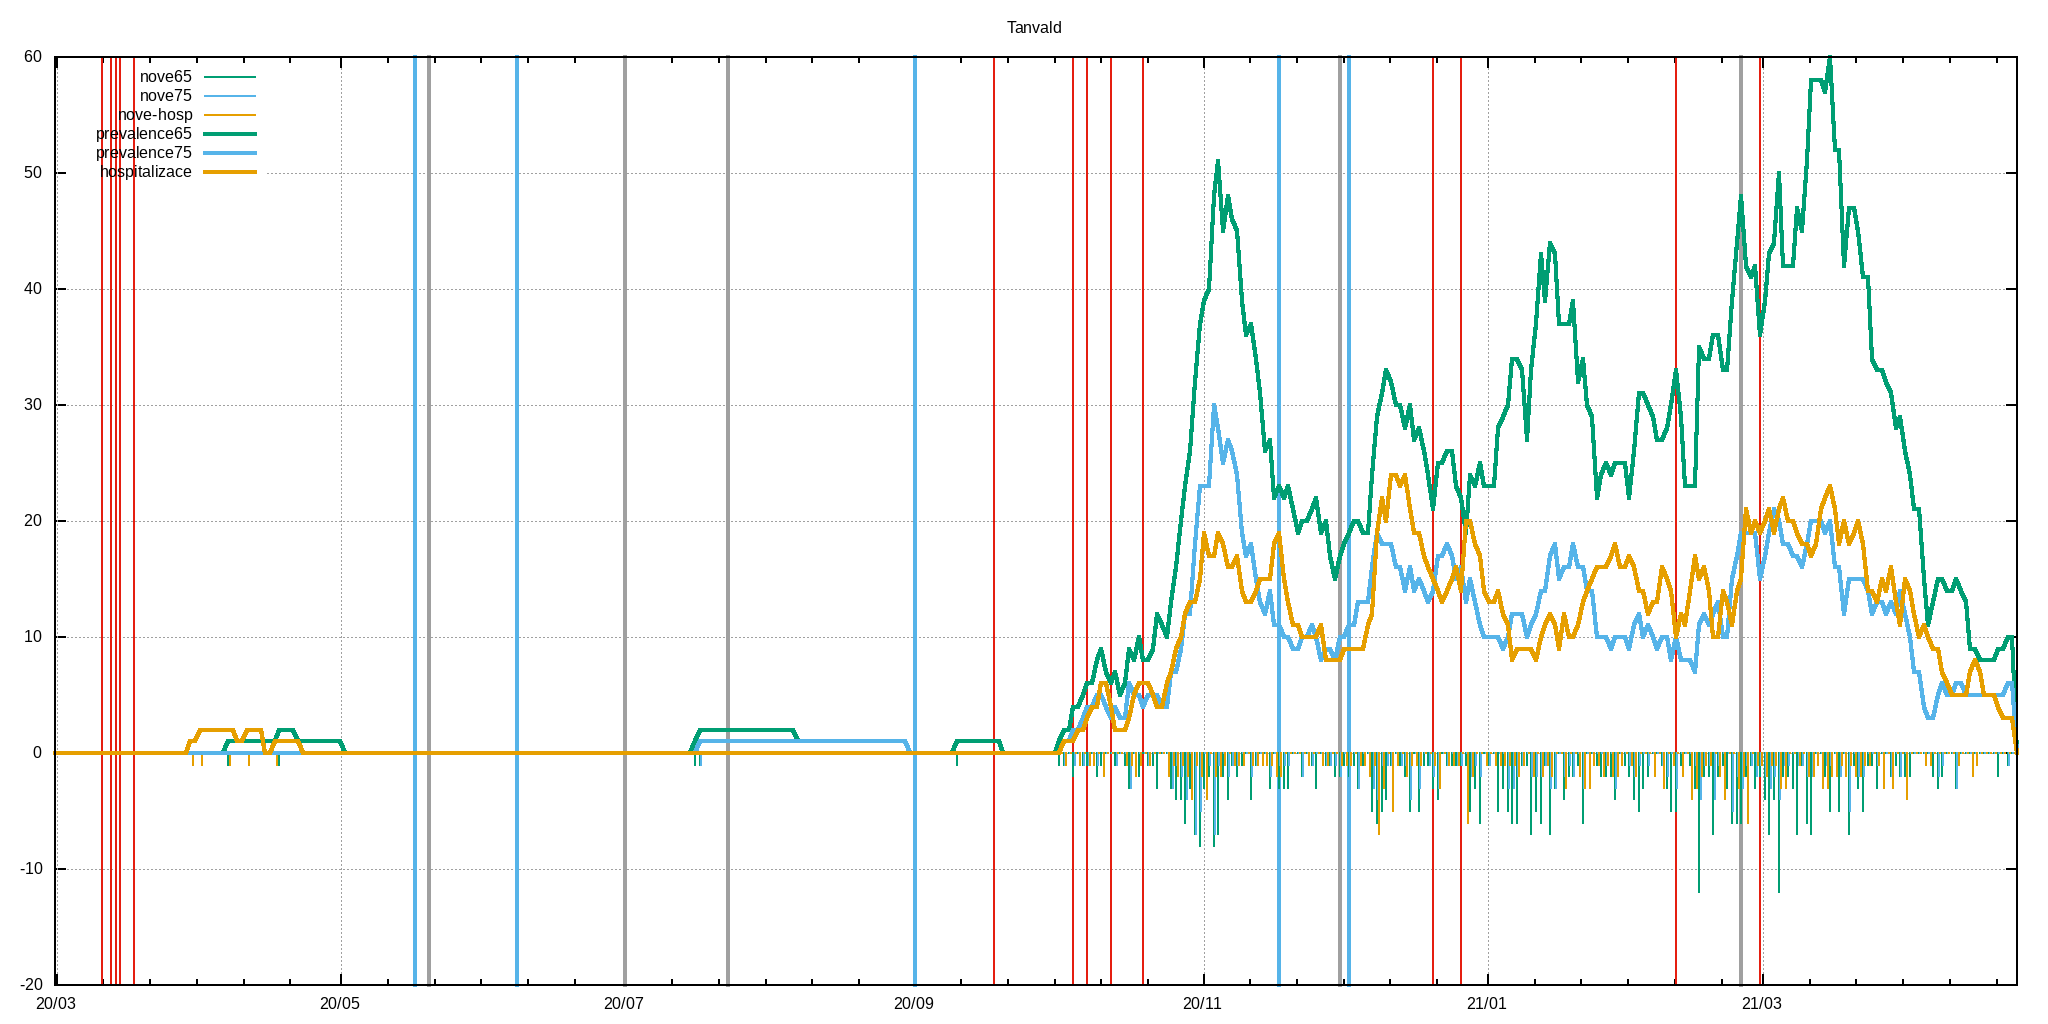 Tanvald
60
50
40
30
20
10
0
-10
-20
nove65
nove75
nove-hosp
prevalence65
prevalence75
hospitalizace
20/03 20/05 20/07 20/09 20/11 21/01 21/03